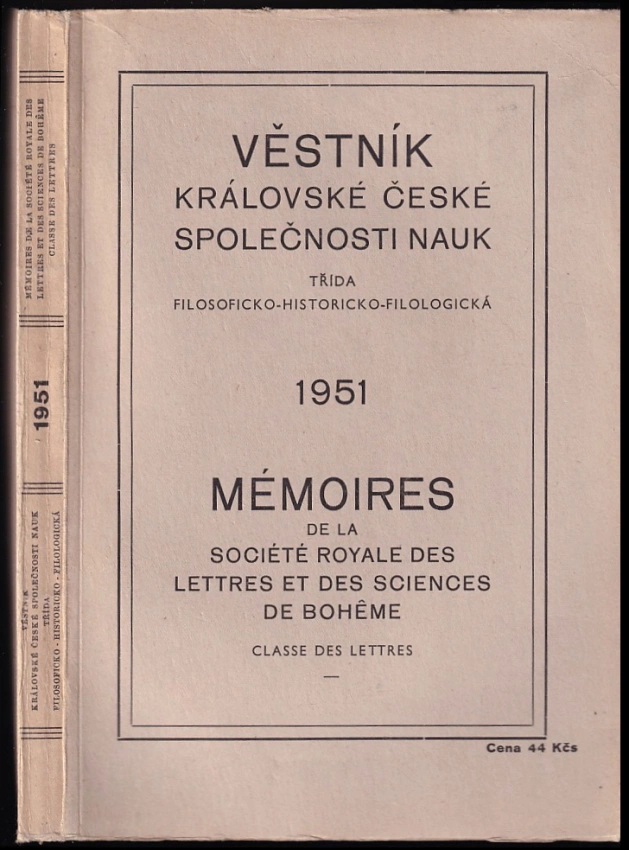 VĚSTNÍK
KRÁLOVSKÉ ČESKÉ
SPOLEČNOSTI NAUK
TŘÍDA
FILOSOFICKO-HISTORICKO-FILOLOGICKÁ
1951
MÉMOIRES
DE LA
SOCIÉTÉ ROYALE DES
LETTRES ET DES SCIENCES
DE BOHÊME
CLASSE DES LETTRES
Cena 44 Kčs
MÉMOIRES DE LA SOCIÉTÉ ROYALE DES
LETTRES ET DES SCIENCES DE BOHÊME
CLASSE DES LETTRES
1951
VĚSTNÍK
KRÁLOVSKÉ ČESKÉ SPOLEČNOSTI NAUK
TŘÍDA
FILOSOFICKO - HISTORICKO - FILOLOGICKÁ